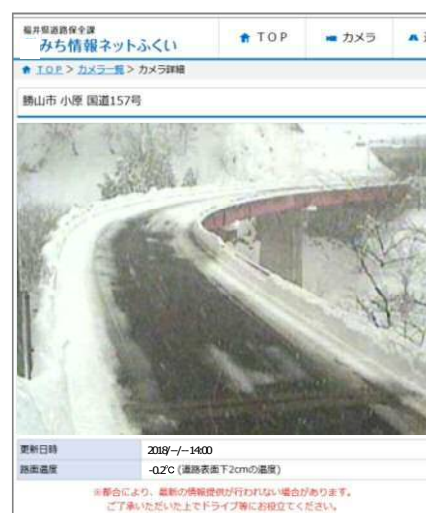 福井県道路保全課
みち情報ネットふくい
TOP
カメラ
TOP > カメラ一覧 > カメラ詳細
勝山市 小原 国道157号
更新日時 2018/--/-- 14:00
路面温度 -0.2℃ (道路表面下2cmの温度)
※都合により、最新の情報提供が行われない場合があります。
ご了承いただいた上でドライブ等にお役立てください。